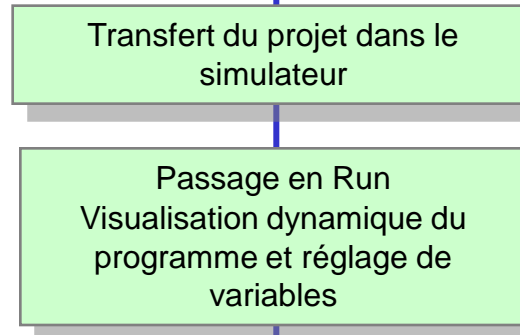 Transfert du projet dans le
simulateur
Passage en Run
Visualisation dynamique du
programme et réglage de
variables